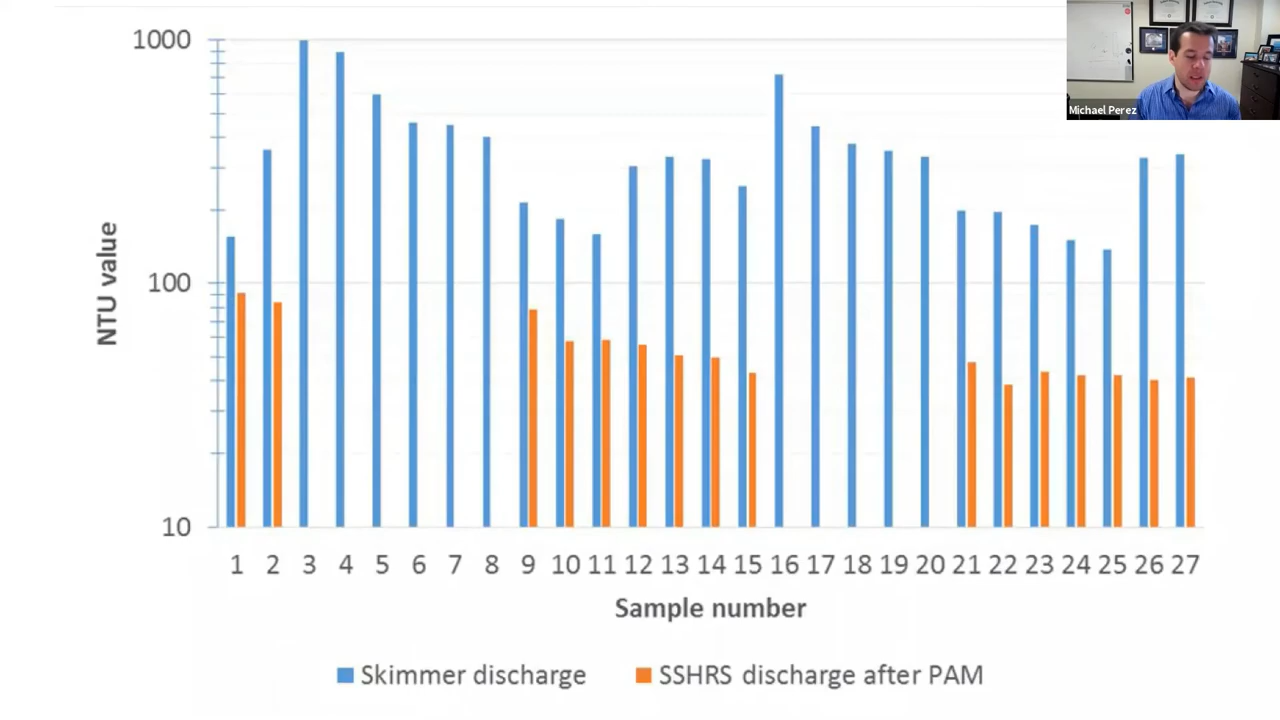 1000
Michael Perez
100
NTU value
10
1 2 3 4 5 6 7 8 9 10 11 12 13 14 15 16 17 18 19 20 21 22 23 24 25 26 27
Sample number
Skimmer discharge SSHRS discharge after PAM